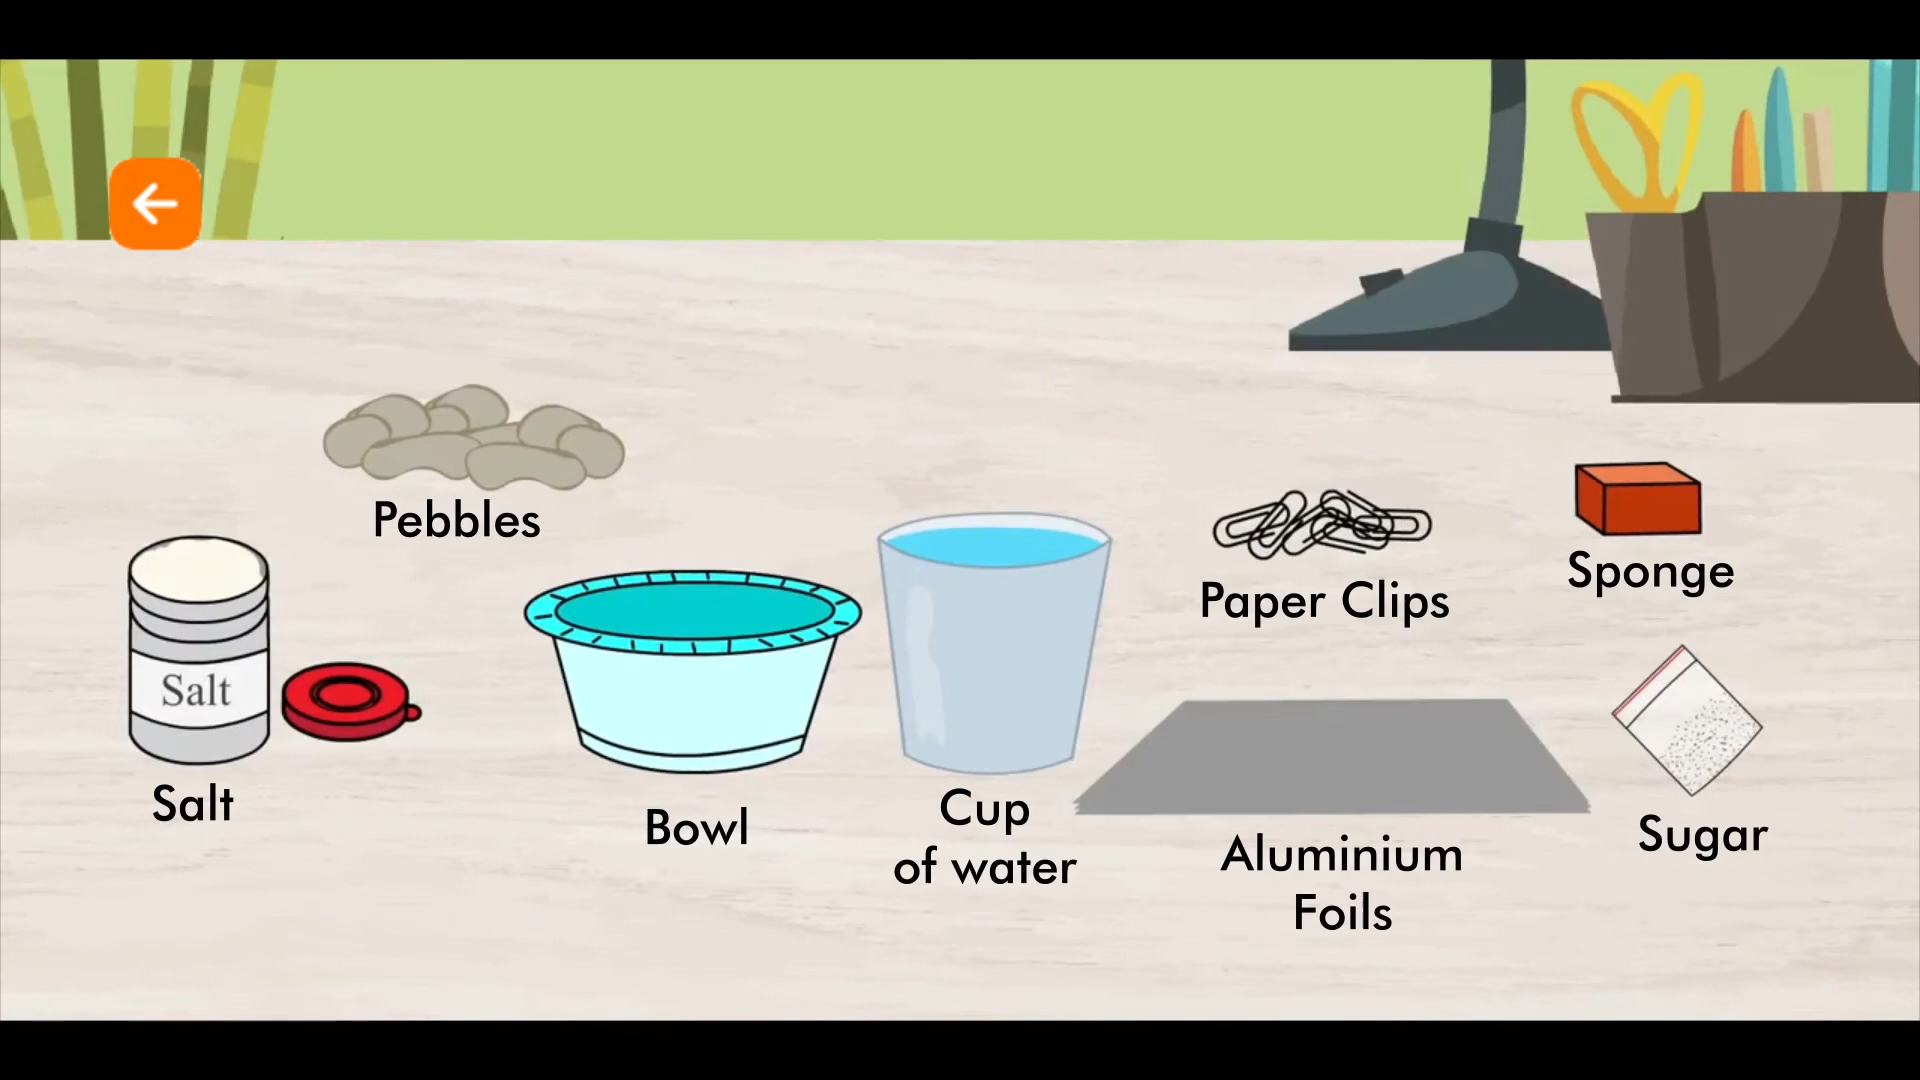 Pebbles
Salt
Salt
Bowl
Cup
of water
Paper Clips
Sponge
Aluminium
Foils
Sugar